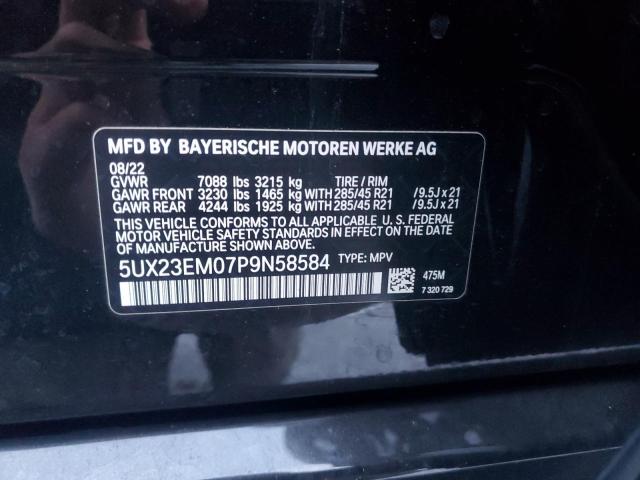 MFD BY BAYERISCHE MOTOREN WERKE AG
08/22
GVWR 7088 lbs 3215 kg TIRE / RIM
GAWR FRONT 3230 lbs 1465 kg WITH 285/45 R21 /9.5J x 21
GAWR REAR 4244 lbs 1925 kg WITH 285/45 R21 /9.5J x 21
THIS VEHICLE CONFORMS TO ALL APPLICABLE U. S. FEDERAL
MOTOR VEHICLE SAFETY STANDARDS IN EFFECT ON THE
DATE OF MANUFACTURE SHOWN ABOVE.
5UX23EM07P9N58584 TYPE: MPV
475M
7 320 729